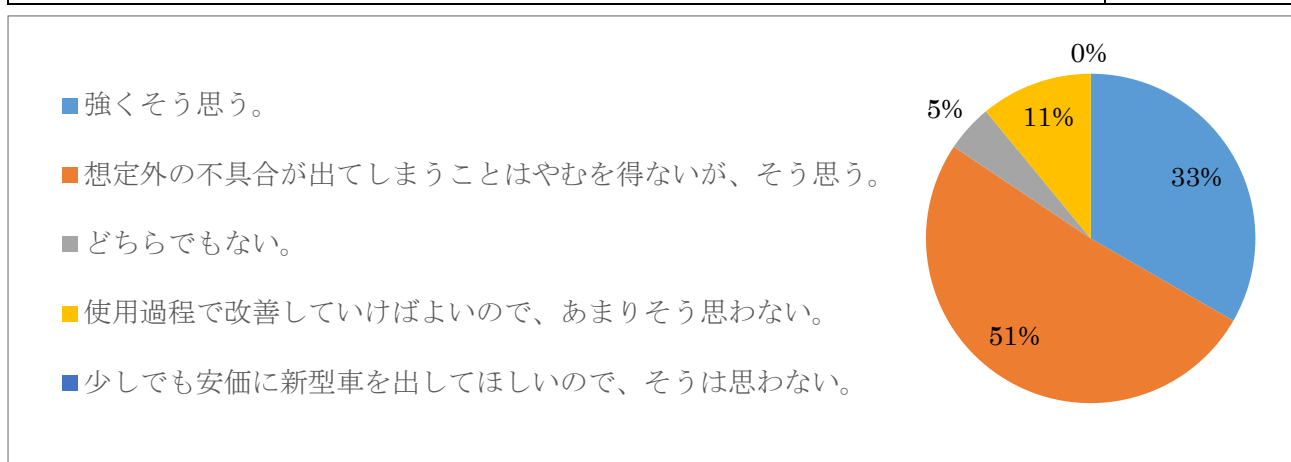 強くそう思う。
想定外の不具合が出てしまうことはやむを得ないが、そう思う。
どちらでもない。
使用過程で改善していけばよいので、あまりそう思わない。
少しでも安価に新型車を出してほしいので、そうは思わない。
0%
5%
11%
33%
51%